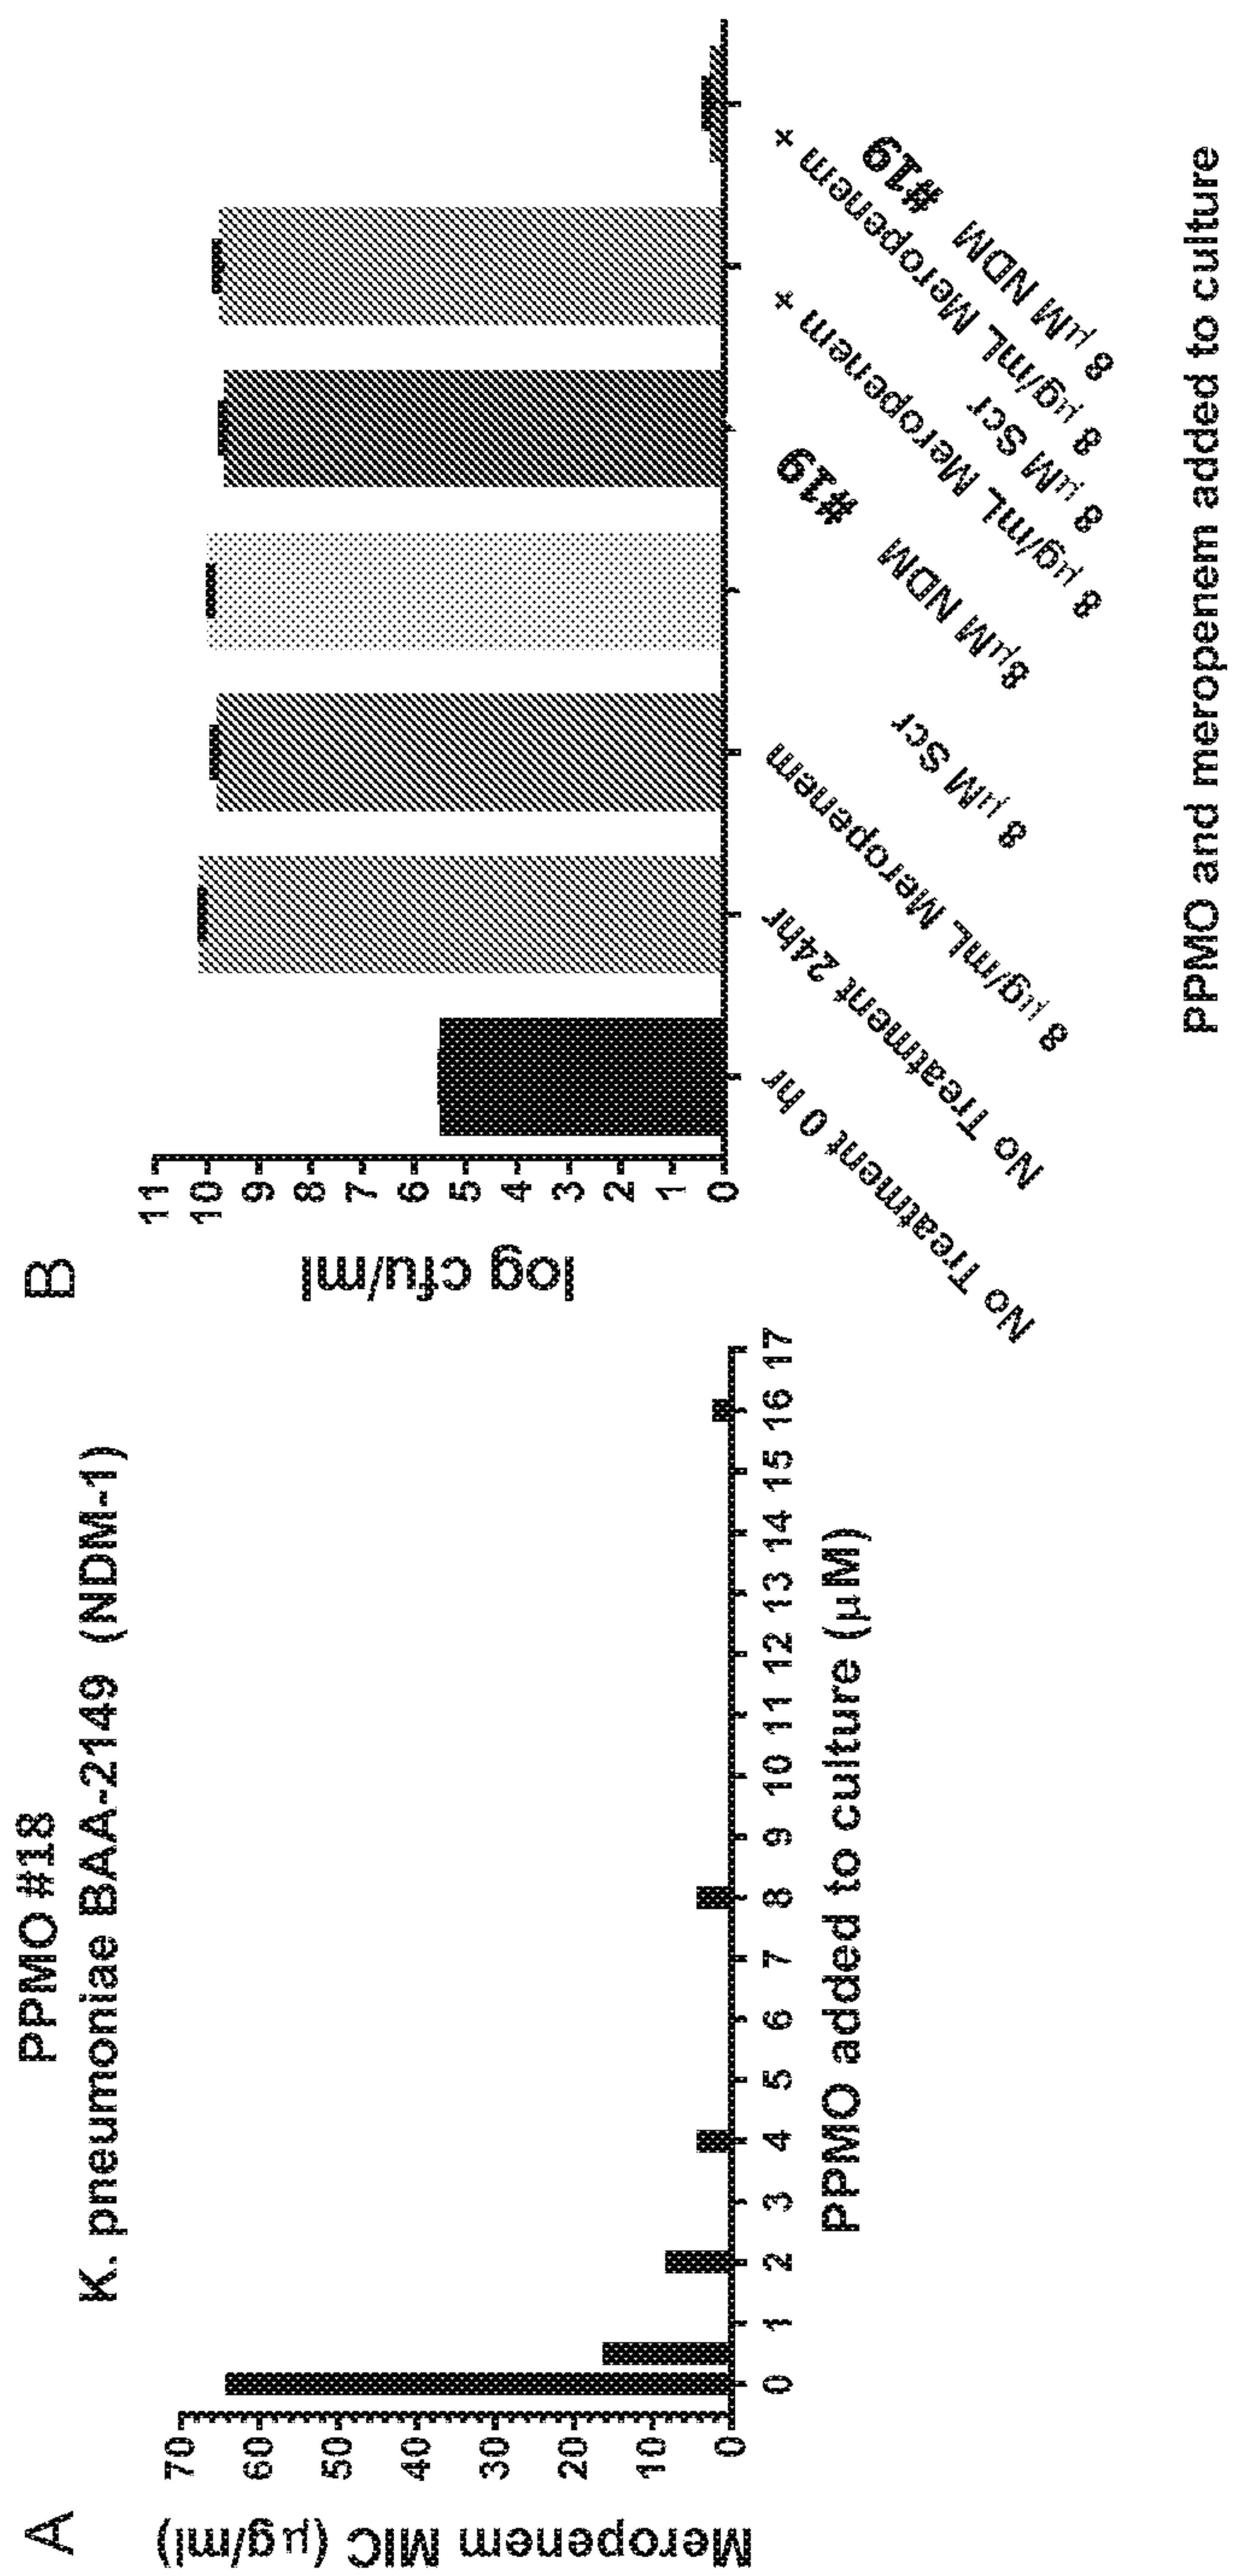 A
PPMO #18
K. pneumoniae BAA-2149 (NDM-1)
Meropenem MIC (µg/ml)
70
60
50
40
30
20
10
0
0 1 2 3 4 5 6 7 8 9 10 11 12 13 14 15 16 17
PPMO added to culture (µM)
B
log cfu/ml
11
10
9
8
7
6
5
4
3
2
1
0
No Treatment 0 hr
No Treatment 24hr
8 µg/mL Meropenem
8 µM Scr
8µM NDM #19
8 µg/mL Meropenem +
8 µM Scr
8 µg/mL Meropenem +
8 µM NDM #19
PPMO and meropenem added to culture